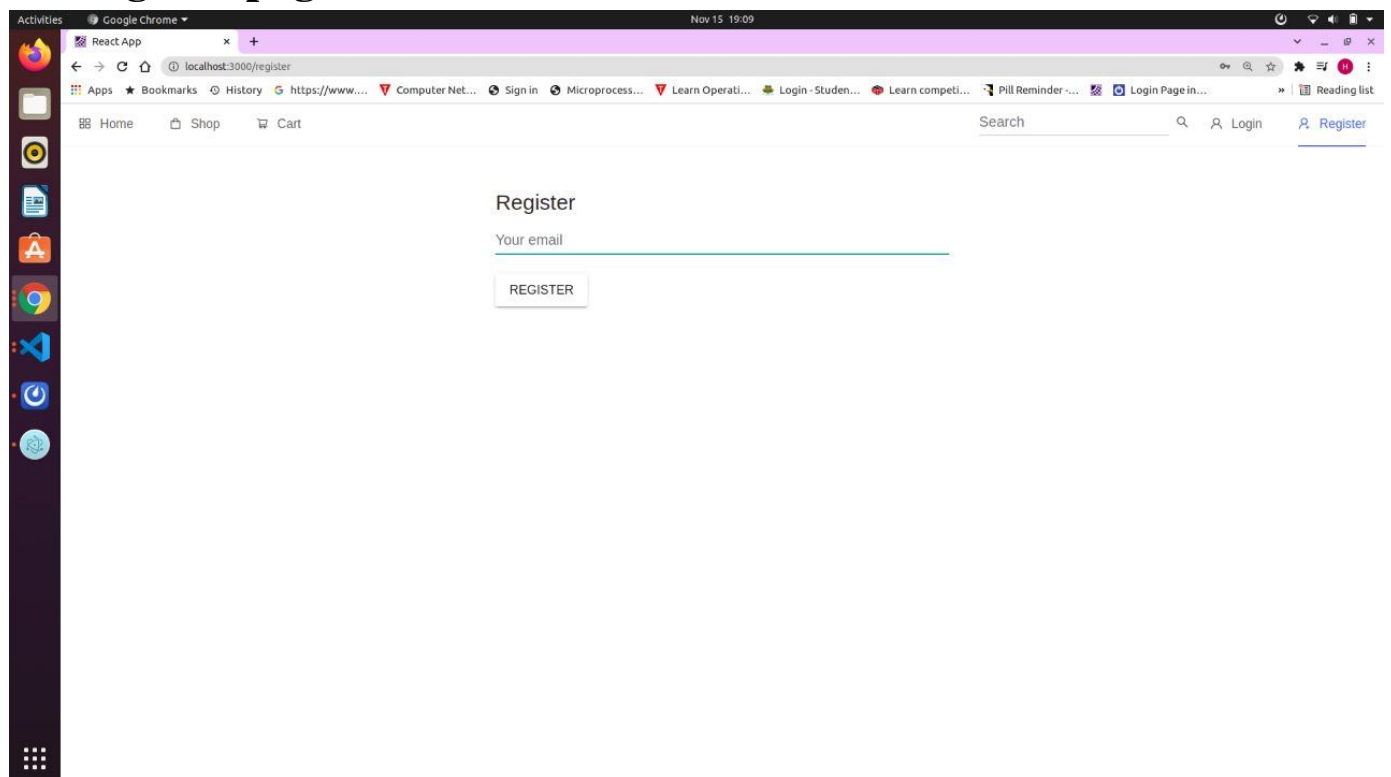 Activities Google Chrome Nov 15 19:09
React App
localhost:3000/register
H
Apps Bookmarks History https://www.... Computer Net... Sign in Microprocess... Learn Operati... Login - Studen... Learn competi... Pill Reminder -... Login Page in... » Reading list
Home Shop Cart Search Login Register
Register
Your email
REGISTER